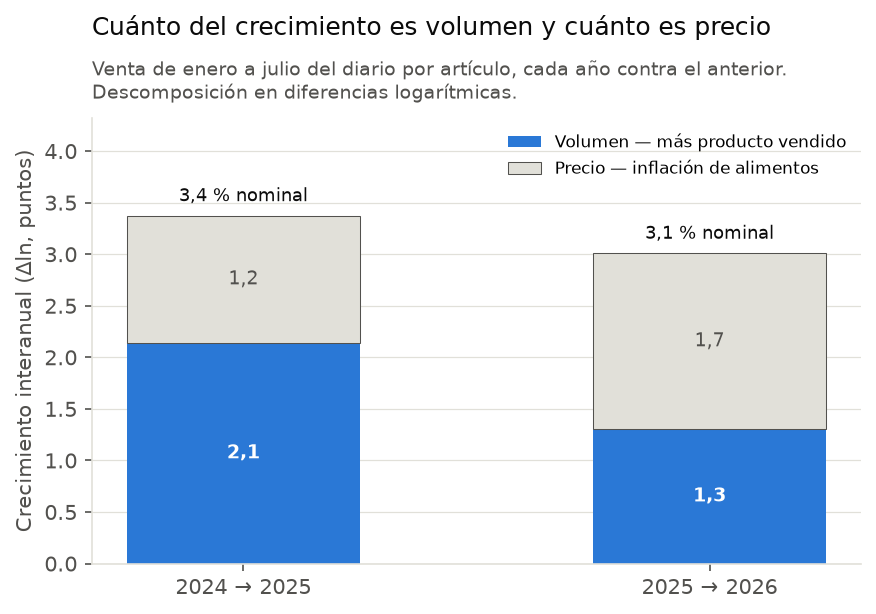 Cuánto del crecimiento es volumen y cuánto es precio
Venta de enero a julio del diario por artículo, cada año contra el anterior.
Descomposición en diferencias logarítmicas.
Crecimiento interanual (Δln, puntos)
4.0
3.5
3.0
2.5
2.0
1.5
1.0
0.5
0.0
Volumen — más producto vendido
Precio — inflación de alimentos
3,4 % nominal
1,2
2,1
3,1 % nominal
1,7
1,3
2024 → 2025
2025 → 2026